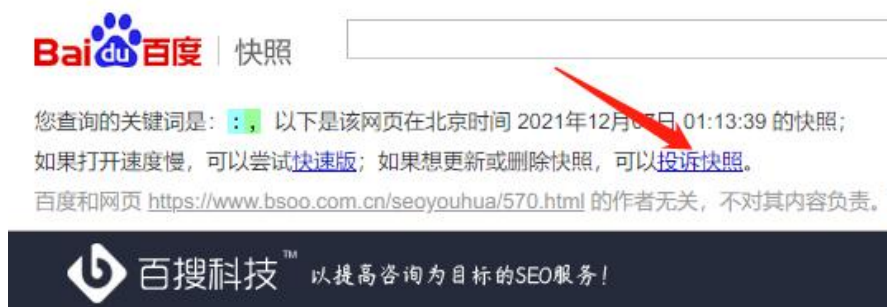 Bai du 百度 快照
您查询的关键词是：：， 以下是该网页在北京时间 2021年12月07日 01:13:39 的快照；
如果打开速度慢，可以尝试快速版；如果想更新或删除快照，可以投诉快照。
百度和网页 https://www.bsoo.com.cn/seoyouhua/570.html 的作者无关，不对其内容负责。
百搜科技™ 以提高咨询为目标的SEO服务！